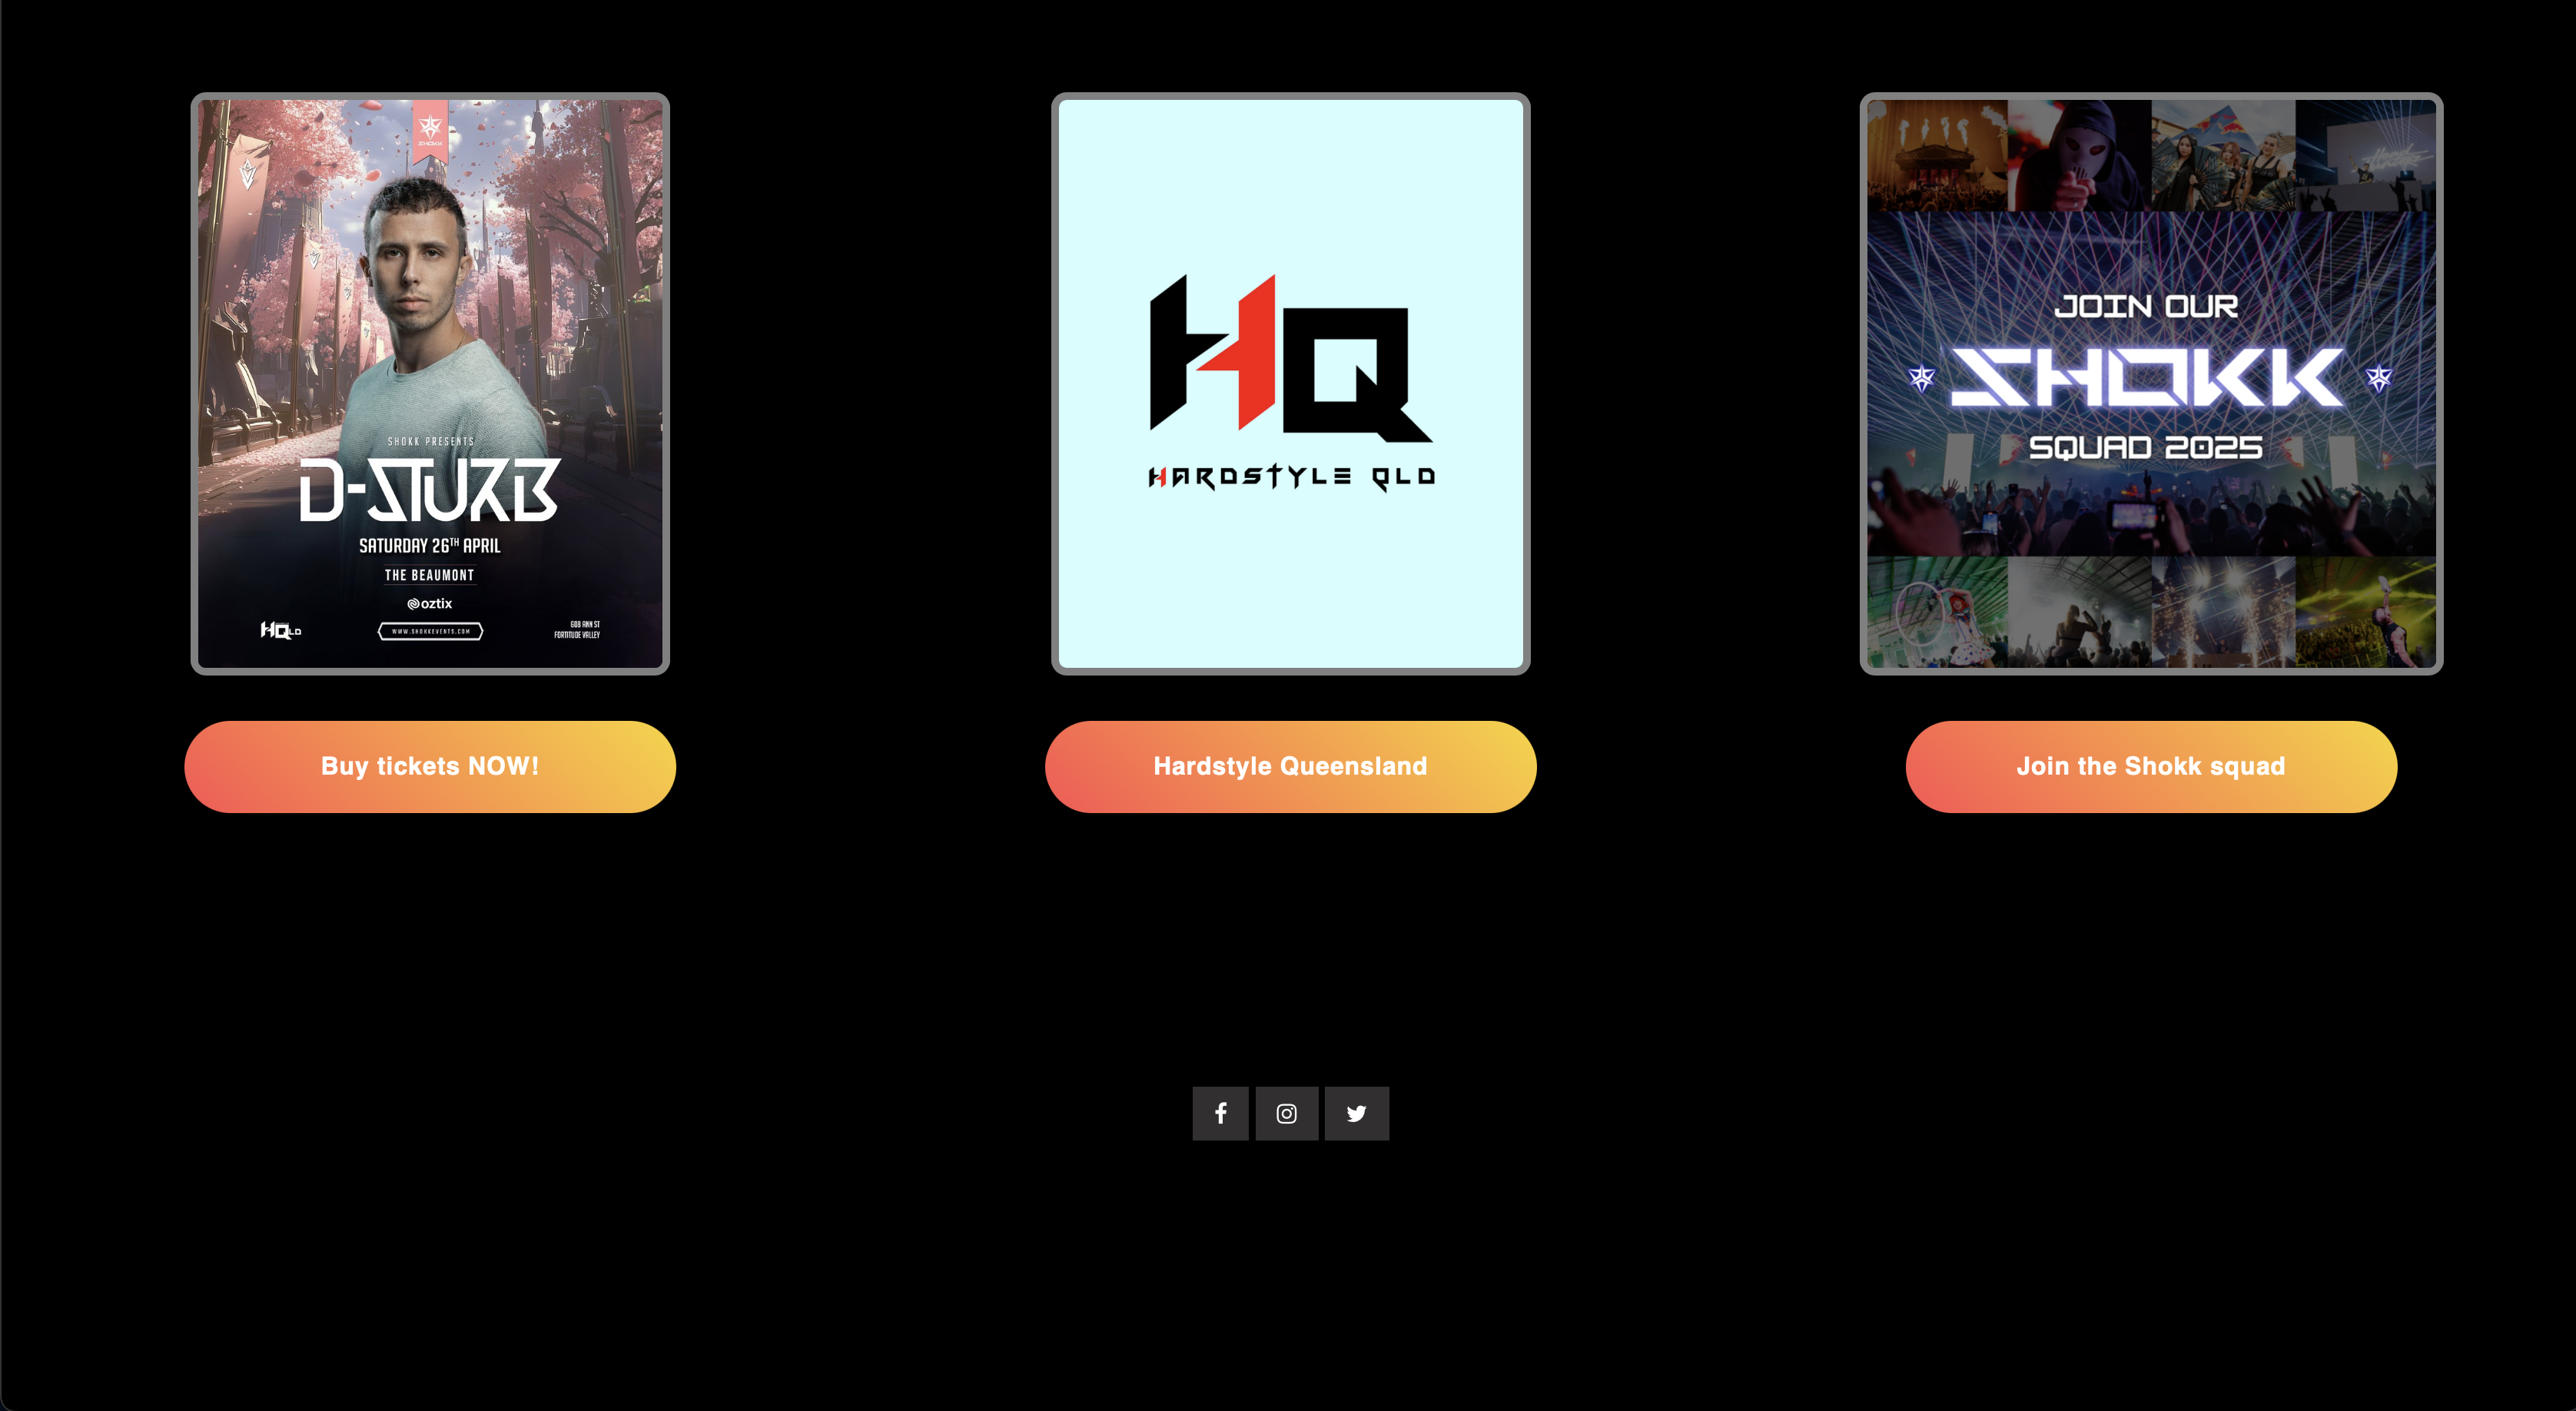 SHOKK
SHOKK PRESENTS
D-STURB
SATURDAY 26TH APRIL
THE BEAUMONT
oztix
HQLD
WWW.SHOKKEVENTS.COM
608 ANN ST
FORTITUDE VALLEY
Buy tickets NOW!
HQ
HARDSTYLE QLD
Hardstyle Queensland
JOIN OUR
SHOKK
SQUAD 2025
Join the Shokk squad